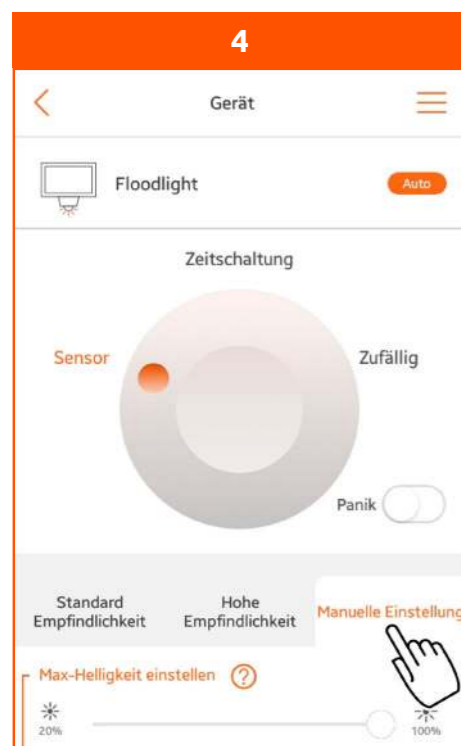 4
Gerät
Floodlight
Auto
Zeitschaltung
Sensor
Zufällig
Panik
Standard
Empfindlichkeit
Hohe
Empfindlichkeit
Manuelle Einstellung
Max-Helligkeit einstellen ?
20%
100%